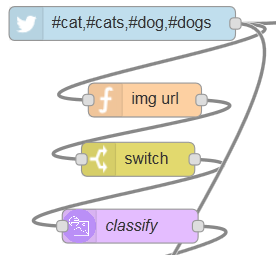 #cat,#cats,#dog,#dogs
img url
switch
classify